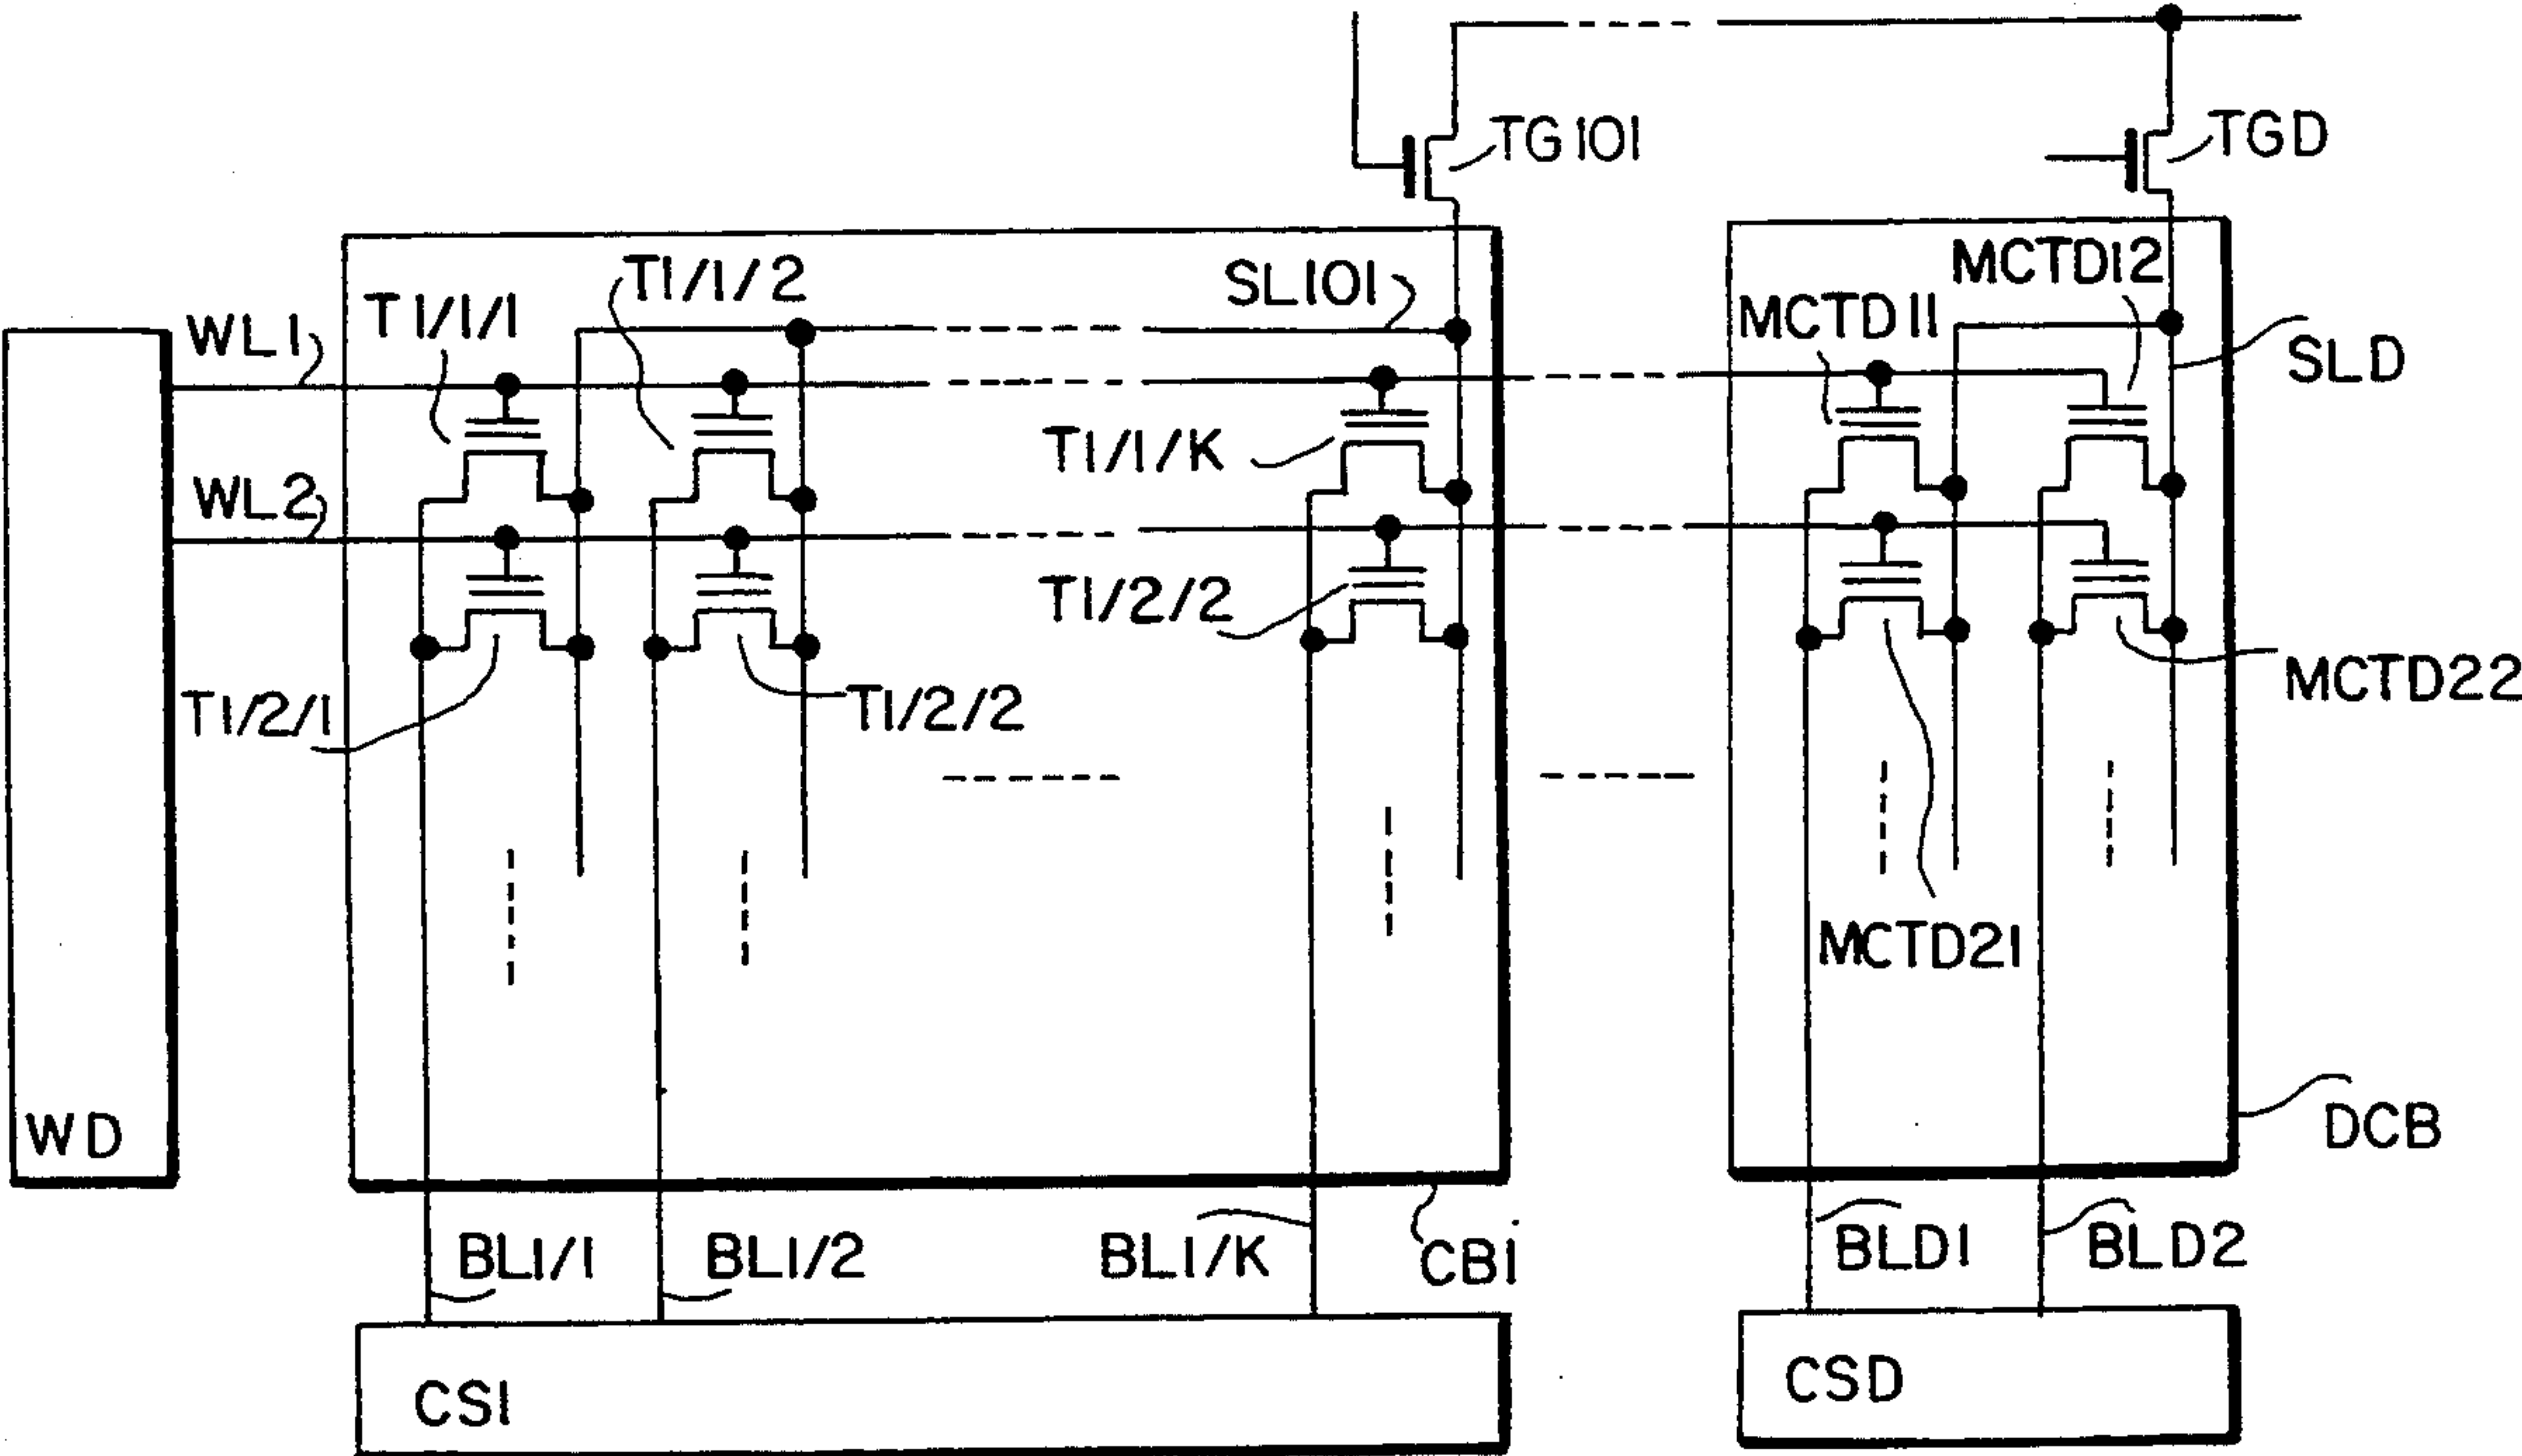 TG101
TGD
MCTD12
SL101
T1/1/2
T1/1/1
MCTD11
WL1
SLD
T1/1/K
WL2
T1/2/2
MCTD22
T1/2/1
T1/2/2
MCTD21
WD
DCB
BL1/1
BL1/2
BL1/K
CB1
BLD1
BLD2
CS1
CSD